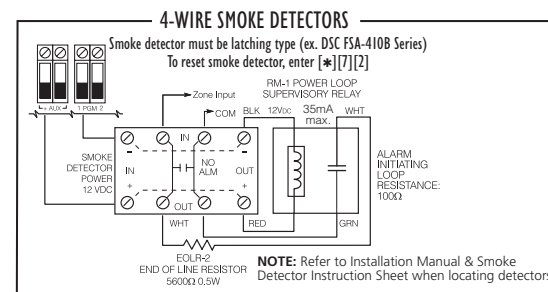 4-WIRE SMOKE DETECTORS
Smoke detector must be latching type (ex. DSC FSA-410B Series)
To reset smoke detector, enter [✱][7][2]
RM-1 POWER LOOP
SUPERVISORY RELAY
+ AUX -
1 PGM 2
Zone Input
COM
BLK
12VDC
35mA
max.
WHT
SMOKE
DETECTOR
POWER
12 VDC
-
IN
+
IN
NO
ALM
-
OUT
+
OUT
ALARM
INITIATING
LOOP
RESISTANCE:
100Ω
WHT
RED
GRN
EOLR-2
END OF LINE RESISTOR
5600Ω 0.5W
NOTE: Refer to Installation Manual & Smoke
Detector Instruction Sheet when locating detectors